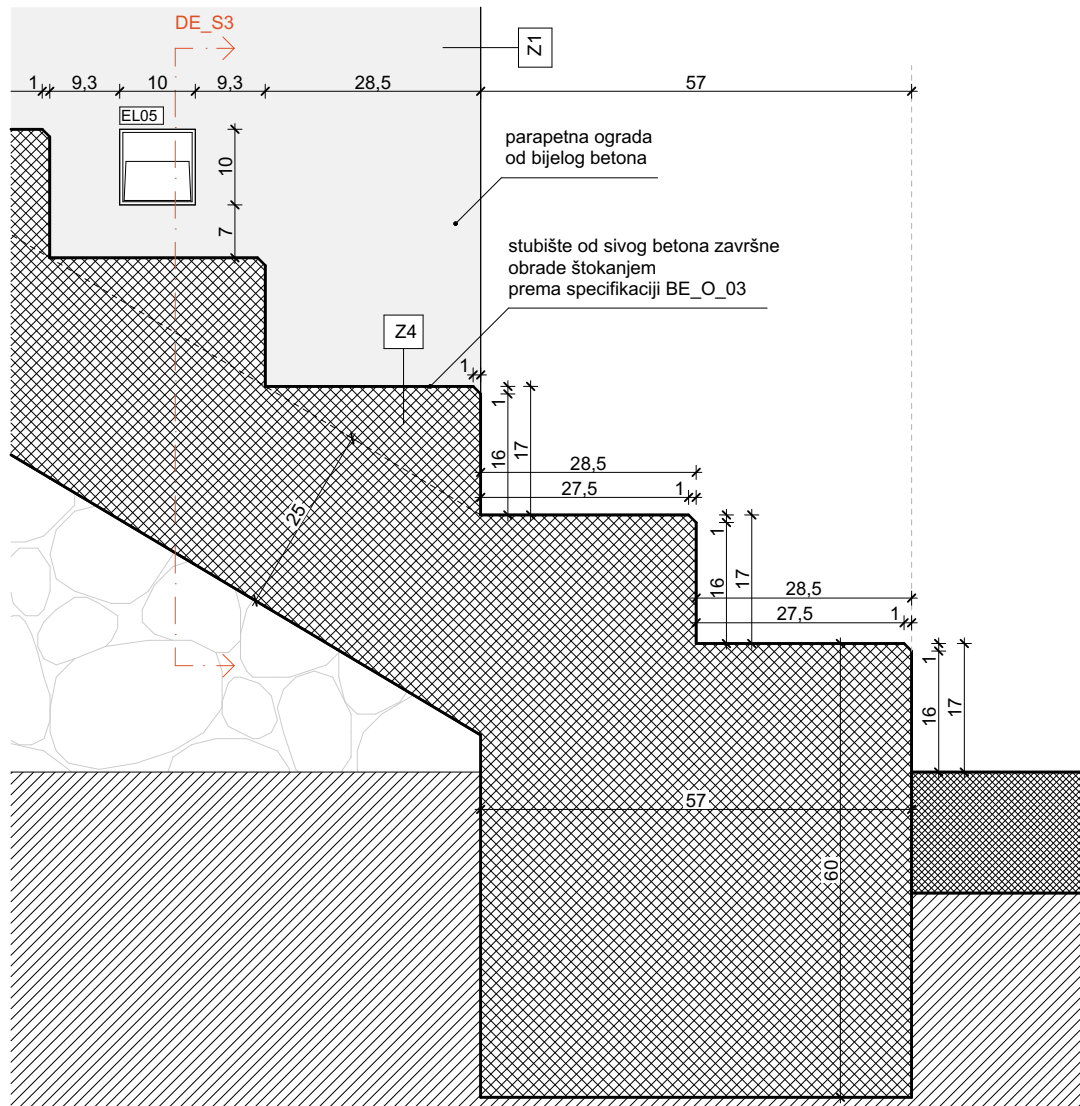 DE_S3
Z1
1 9,3 10 9,3 28,5 57
EL05
10
7
parapetna ograda
od bijelog betona
stubište od sivog betona završne
obrade štokanjem
prema specifikaciji BE_O_03
Z4
1
1
16
17
28,5
27,5 1
25
1
16
17
28,5
27,5 1
1
16
17
57
60